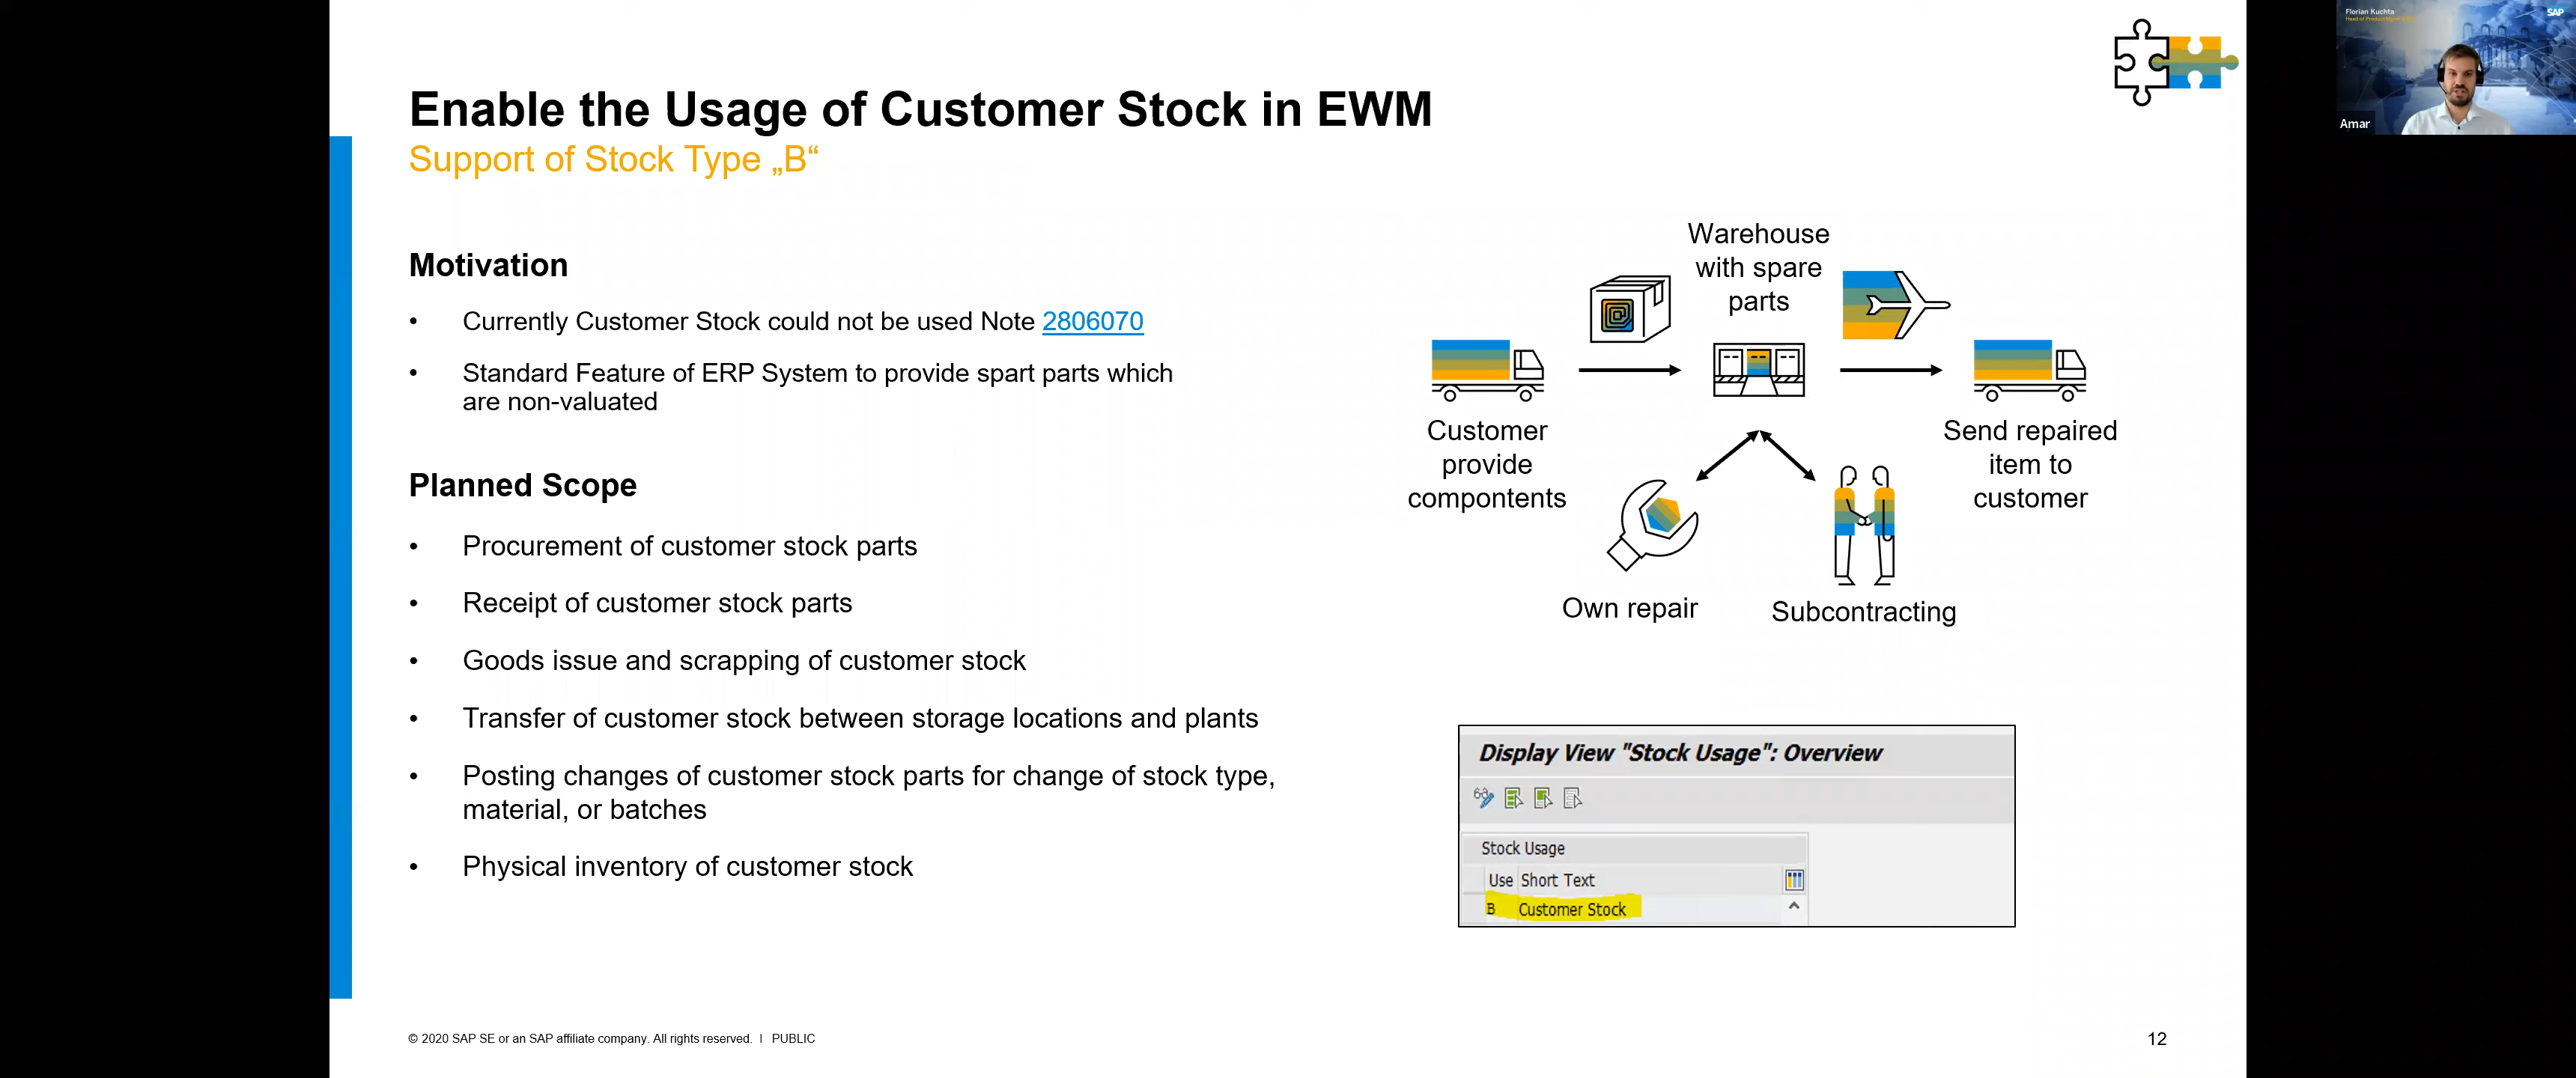 Enable the Usage of Customer Stock in EWM
Support of Stock Type „B“
Motivation
• Currently Customer Stock could not be used Note 2806070
• Standard Feature of ERP System to provide spart parts which
are non-valuated
Planned Scope
• Procurement of customer stock parts
• Receipt of customer stock parts
• Goods issue and scrapping of customer stock
• Transfer of customer stock between storage locations and plants
• Posting changes of customer stock parts for change of stock type,
material, or batches
• Physical inventory of customer stock
Warehouse
with spare
parts
Customer
provide
compontents
Send repaired
item to
customer
Own repair
Subcontracting
Display View "Stock Usage": Overview
Stock Usage
Use Short Text
B Customer Stock
© 2020 SAP SE or an SAP affiliate company. All rights reserved. I PUBLIC
12
Florian Kuchta
SAP
Amar